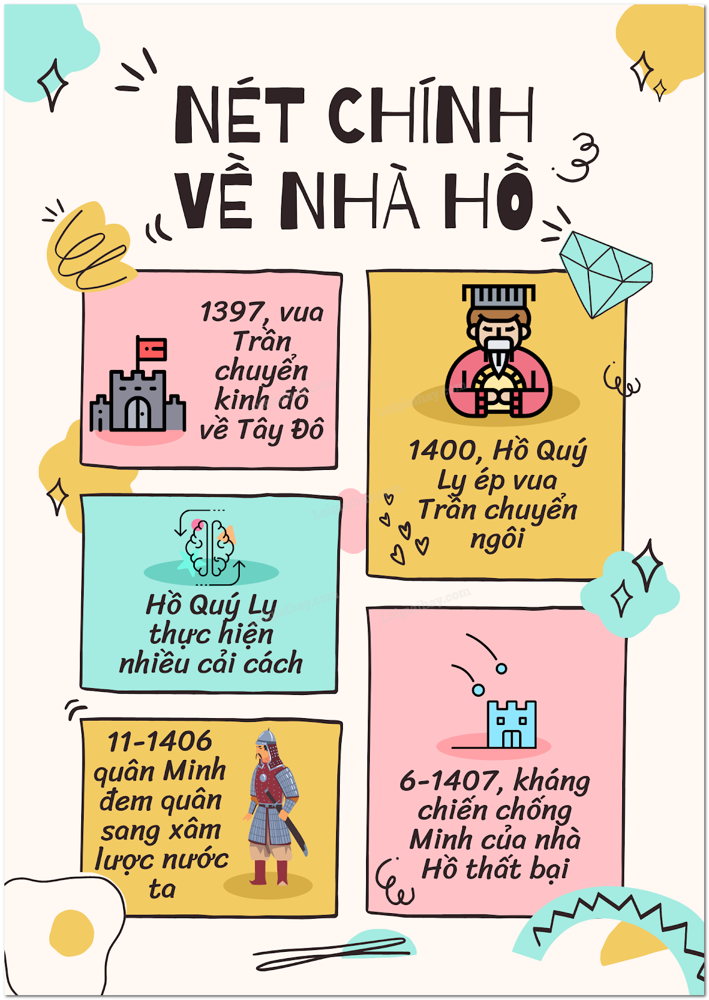 NÉT CHÍNH
VỀ NHÀ HỒ
1397, vua
Trần
chuyển
kinh đô
về Tây Đô
1400, Hồ Quý
Ly ép vua
Trần chuyển
ngôi
Hồ Quý Ly
thực hiện
nhiều cải cách
11-1406
quân Minh
đem quân
sang xâm
lược nước
ta
6-1407, kháng
chiến chống
Minh của nhà
Hồ thất bại